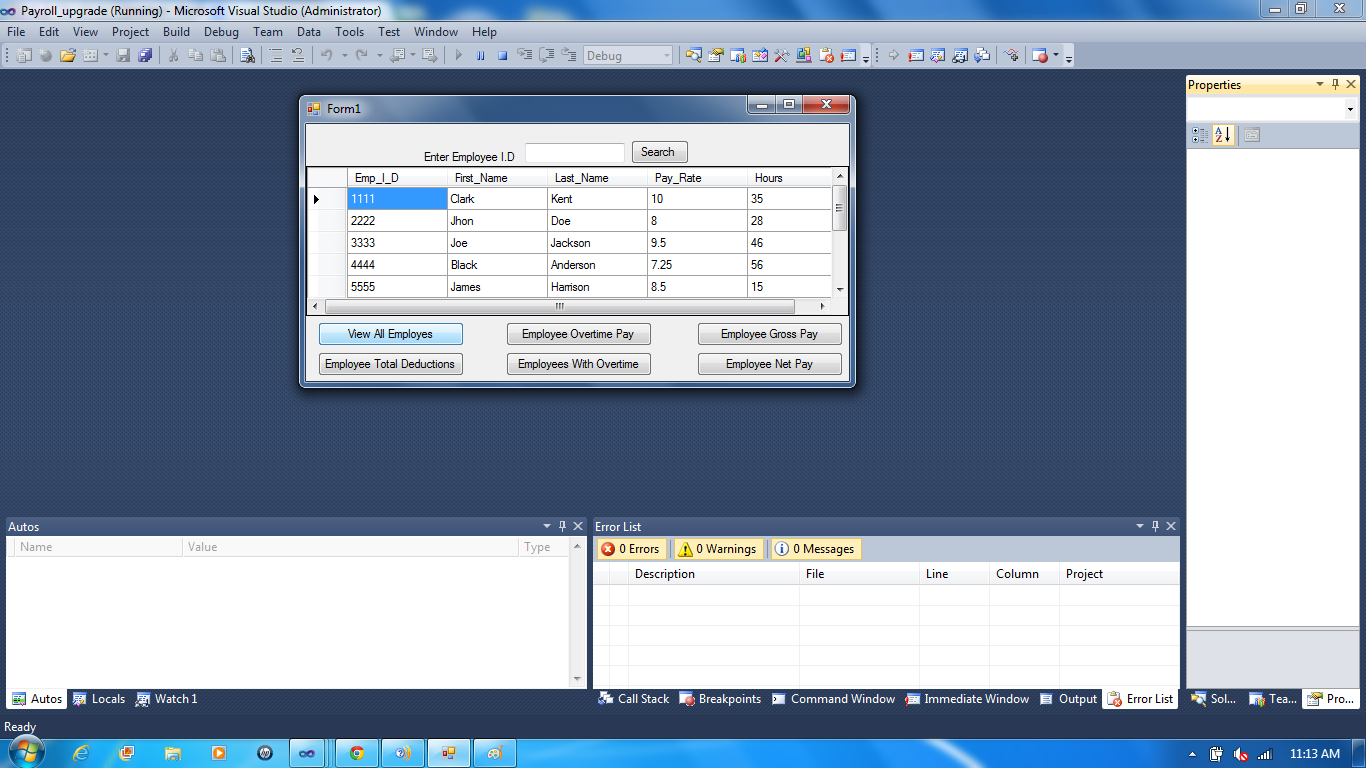 Payroll_upgrade (Running) - Microsoft Visual Studio (Administrator)
File Edit View Project Build Debug Team Data Tools Test Window Help
Debug
Properties
Form1
Enter Employee I.D Search
Emp_I_D First_Name Last_Name Pay_Rate Hours
1111 Clark Kent 10 35
2222 Jhon Doe 8 28
3333 Joe Jackson 9.5 46
4444 Black Anderson 7.25 56
5555 James Harrison 8.5 15
View All Employes Employee Overtime Pay Employee Gross Pay
Employee Total Deductions Employees With Overtime Employee Net Pay
Autos
Name Value Type
Error List
0 Errors 0 Warnings 0 Messages
Description File Line Column Project
Autos Locals Watch 1
Call Stack Breakpoints Command Window Immediate Window Output Error List
Sol... Tea... Pro...
Ready
11:13 AM